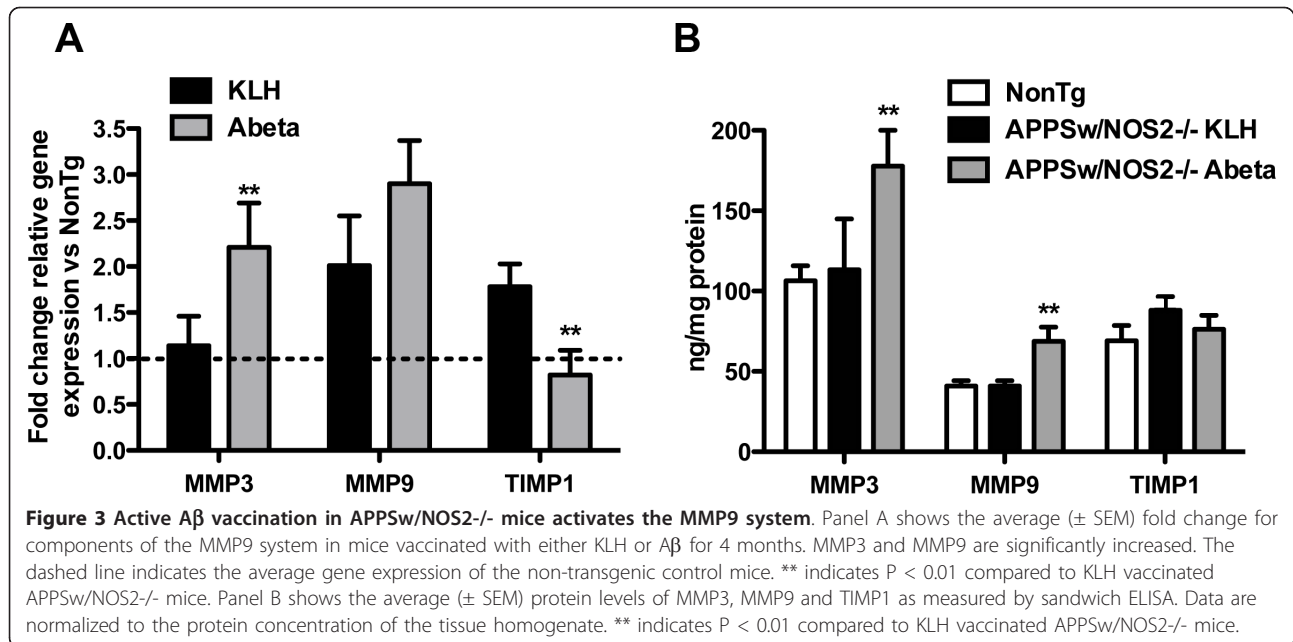 A
KLH
Abeta
Fold change relative gene
expression vs NonTg
3.5
3.0
2.5
2.0
1.5
1.0
0.5
0.0
**
**
MMP3 MMP9 TIMP1
B
NonTg
APPSw/NOS2-/- KLH
APPSw/NOS2-/- Abeta
ng/mg protein
200
150
100
50
0
**
**
MMP3 MMP9 TIMP1
Figure 3 Active Aβ vaccination in APPSw/NOS2-/- mice activates the MMP9 system. Panel A shows the average (± SEM) fold change for
components of the MMP9 system in mice vaccinated with either KLH or Aβ for 4 months. MMP3 and MMP9 are significantly increased. The
dashed line indicates the average gene expression of the non-transgenic control mice. ** indicates P < 0.01 compared to KLH vaccinated
APPSw/NOS2-/- mice. Panel B shows the average (± SEM) protein levels of MMP3, MMP9 and TIMP1 as measured by sandwich ELISA. Data are
normalized to the protein concentration of the tissue homogenate. ** indicates P < 0.01 compared to KLH vaccinated APPSw/NOS2-/- mice.